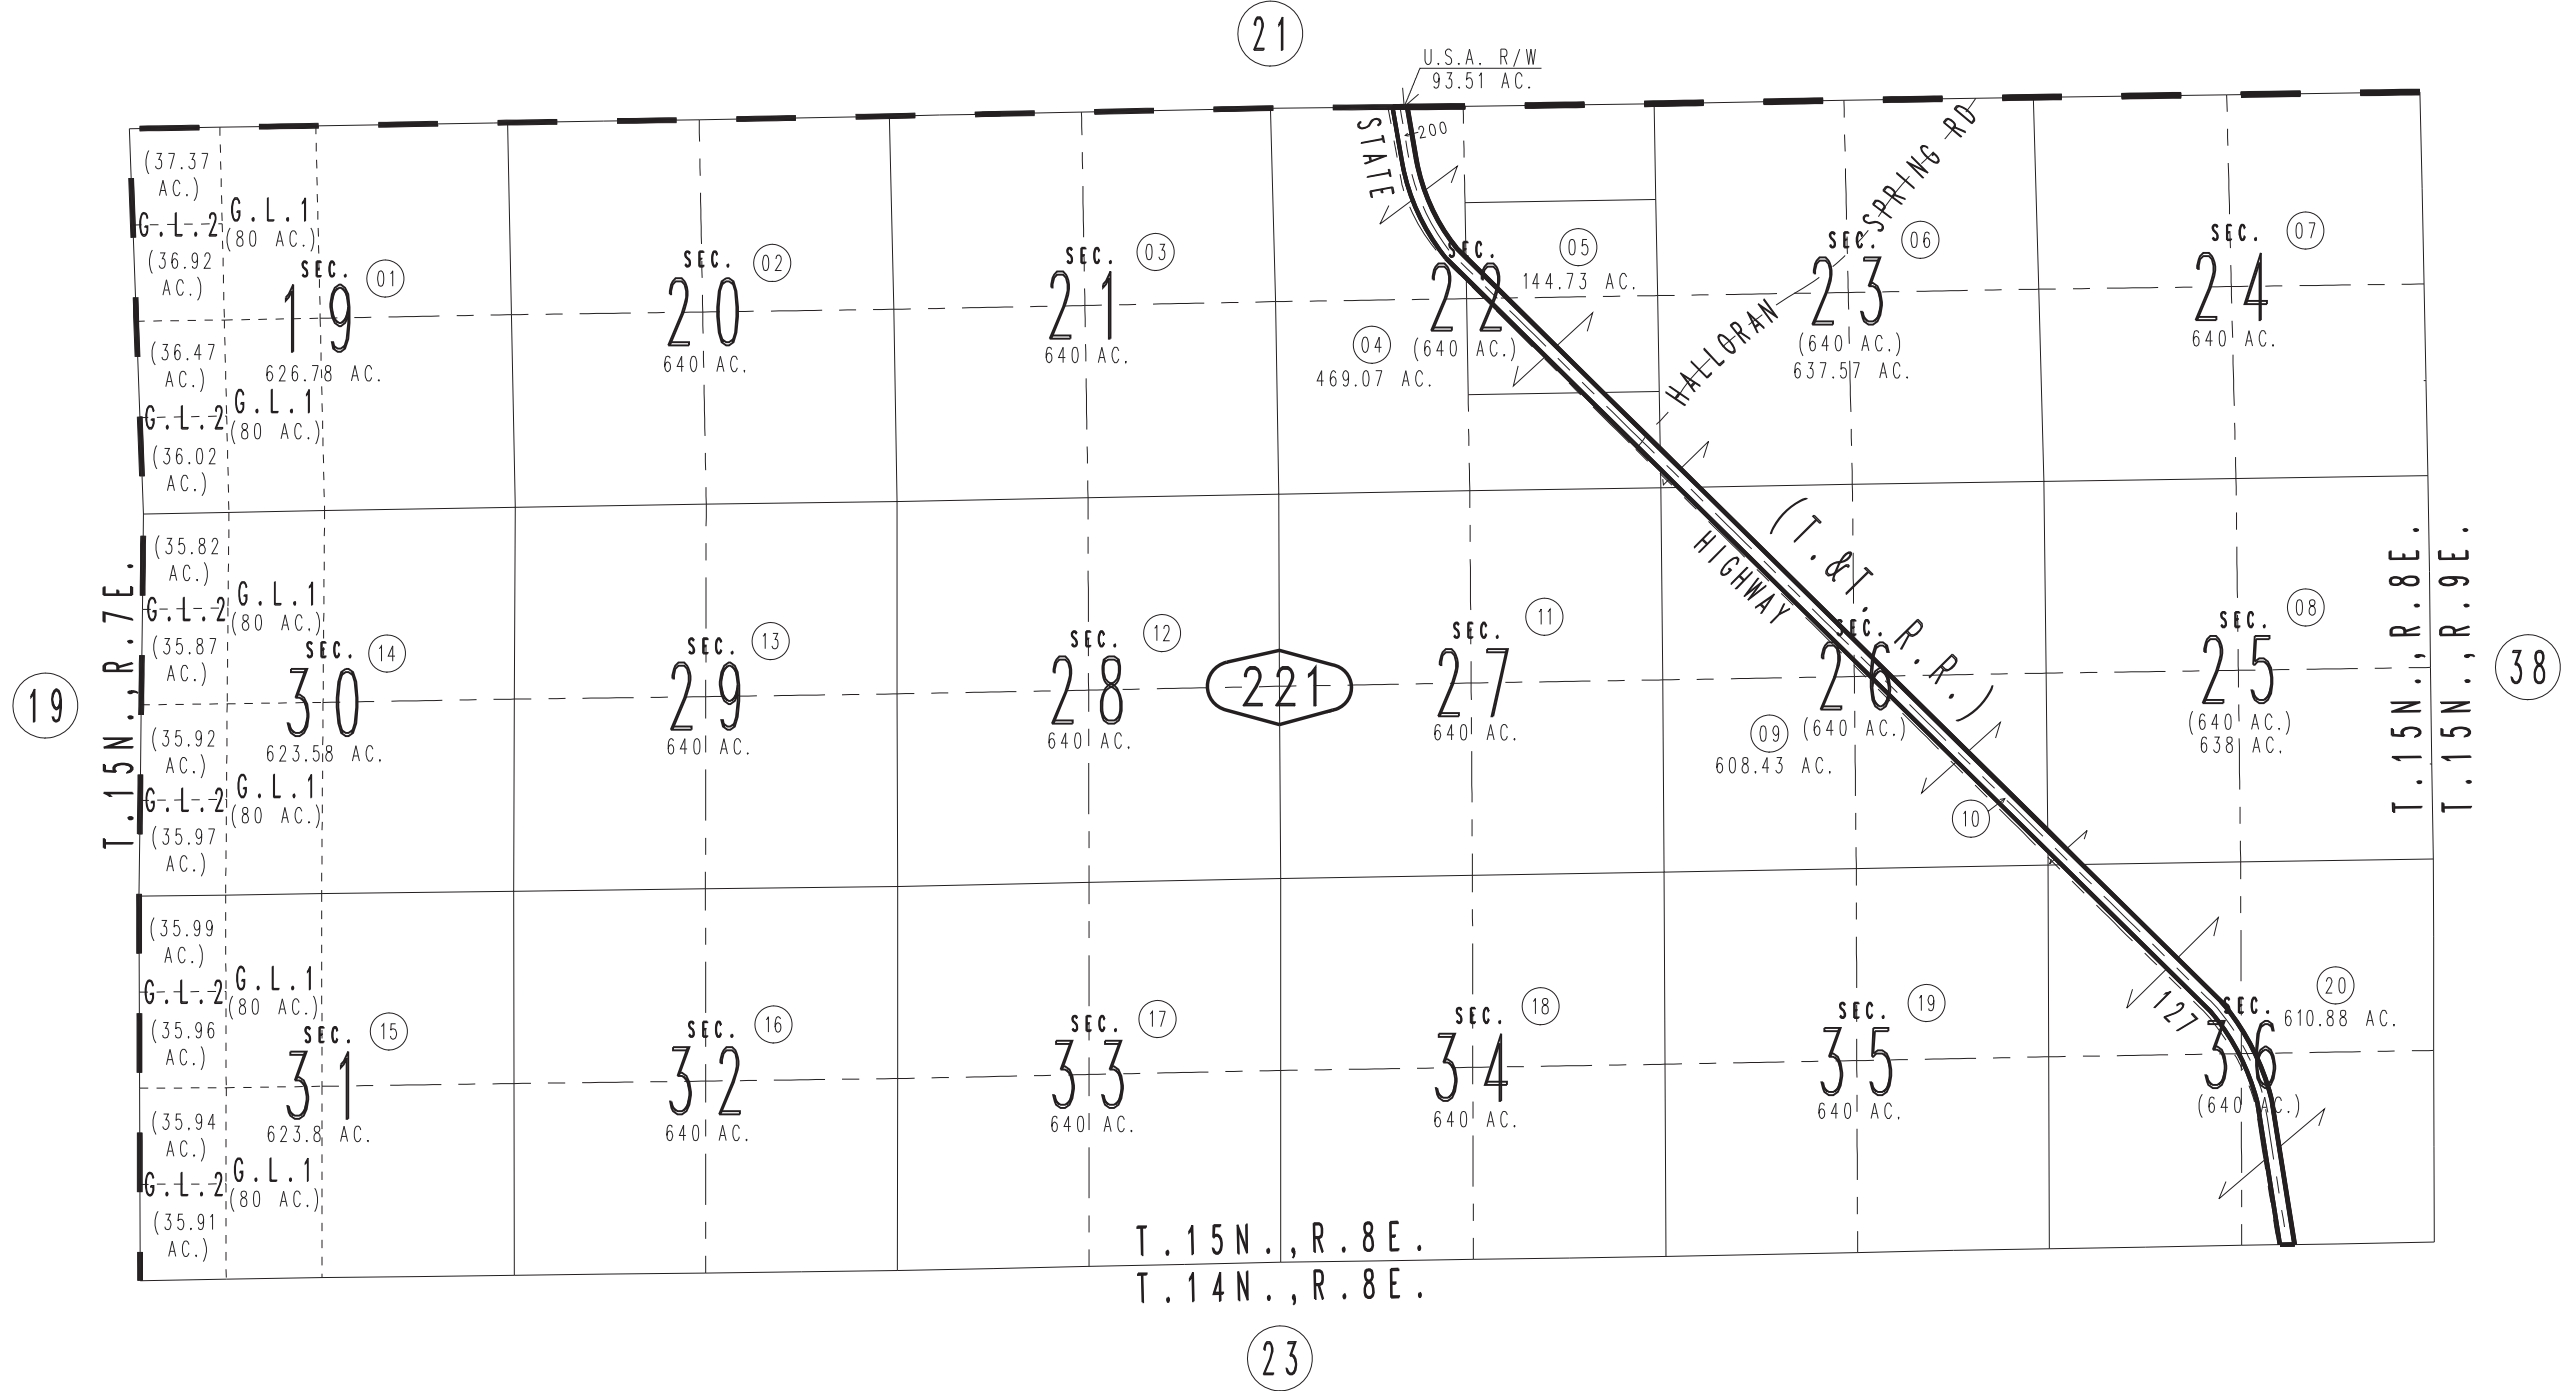 21
U.S.A. R/W
93.51 AC.
STATE
200
HALLORAN SPRING RD
(37.37
AC.)
G.L.2
G.L.1
(80 AC.)
(36.92
AC.)
SEC.
19
01
626.78 AC.
(36.47
AC.)
G.L.2
G.L.1
(80 AC.)
(36.02
AC.)
SEC.
20
02
640 AC.
SEC.
21
03
640 AC.
SEC.
22
(640 AC.)
04
469.07 AC.
05
144.73 AC.
SEC.
23
06
(640 AC.)
637.57 AC.
SEC.
24
07
640 AC.
T.15N.,R.7E.
19
(35.82
AC.)
G.L.2
G.L.1
(80 AC.)
(35.87
AC.)
SEC.
30
14
623.58 AC.
(35.92
AC.)
G.L.2
G.L.1
(80 AC.)
(35.97
AC.)
SEC.
29
13
640 AC.
SEC.
28
12
640 AC.
221
SEC.
27
11
640 AC.
HIGHWAY
(T.&T. R.R.)
SEC.
26
09
(640 AC.)
608.43 AC.
10
SEC.
25
08
(640 AC.)
638 AC.
T.15N.,R.8E.
T.15N.,R.9E.
38
(35.99
AC.)
G.L.2
G.L.1
(80 AC.)
(35.96
AC.)
SEC.
31
15
623.8 AC.
(35.94
AC.)
G.L.2
G.L.1
(80 AC.)
(35.91
AC.)
SEC.
32
16
640 AC.
SEC.
33
17
640 AC.
SEC.
34
18
640 AC.
SEC.
35
19
640 AC.
127
SEC.
36
20
610.88 AC.
(640 AC.)
T.15N.,R.8E.
T.14N.,R.8E.
23